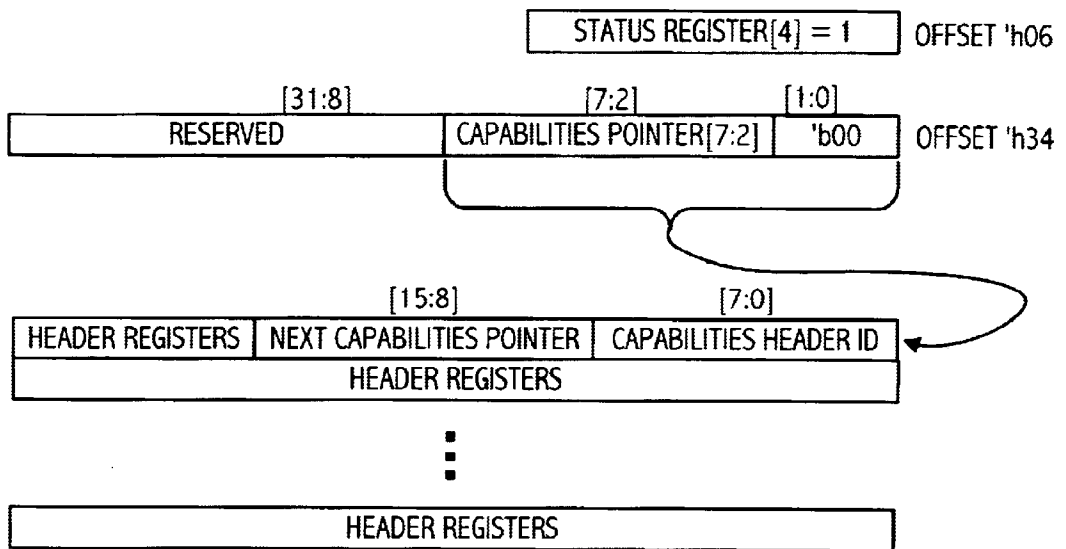 STATUS REGISTER[4] = 1 OFFSET 'h06
[31:8] [7:2] [1:0]
RESERVED CAPABILITIES POINTER[7:2] 'b00 OFFSET 'h34
[15:8] [7:0]
HEADER REGISTERS NEXT CAPABILITIES POINTER CAPABILITIES HEADER ID
HEADER REGISTERS
HEADER REGISTERS